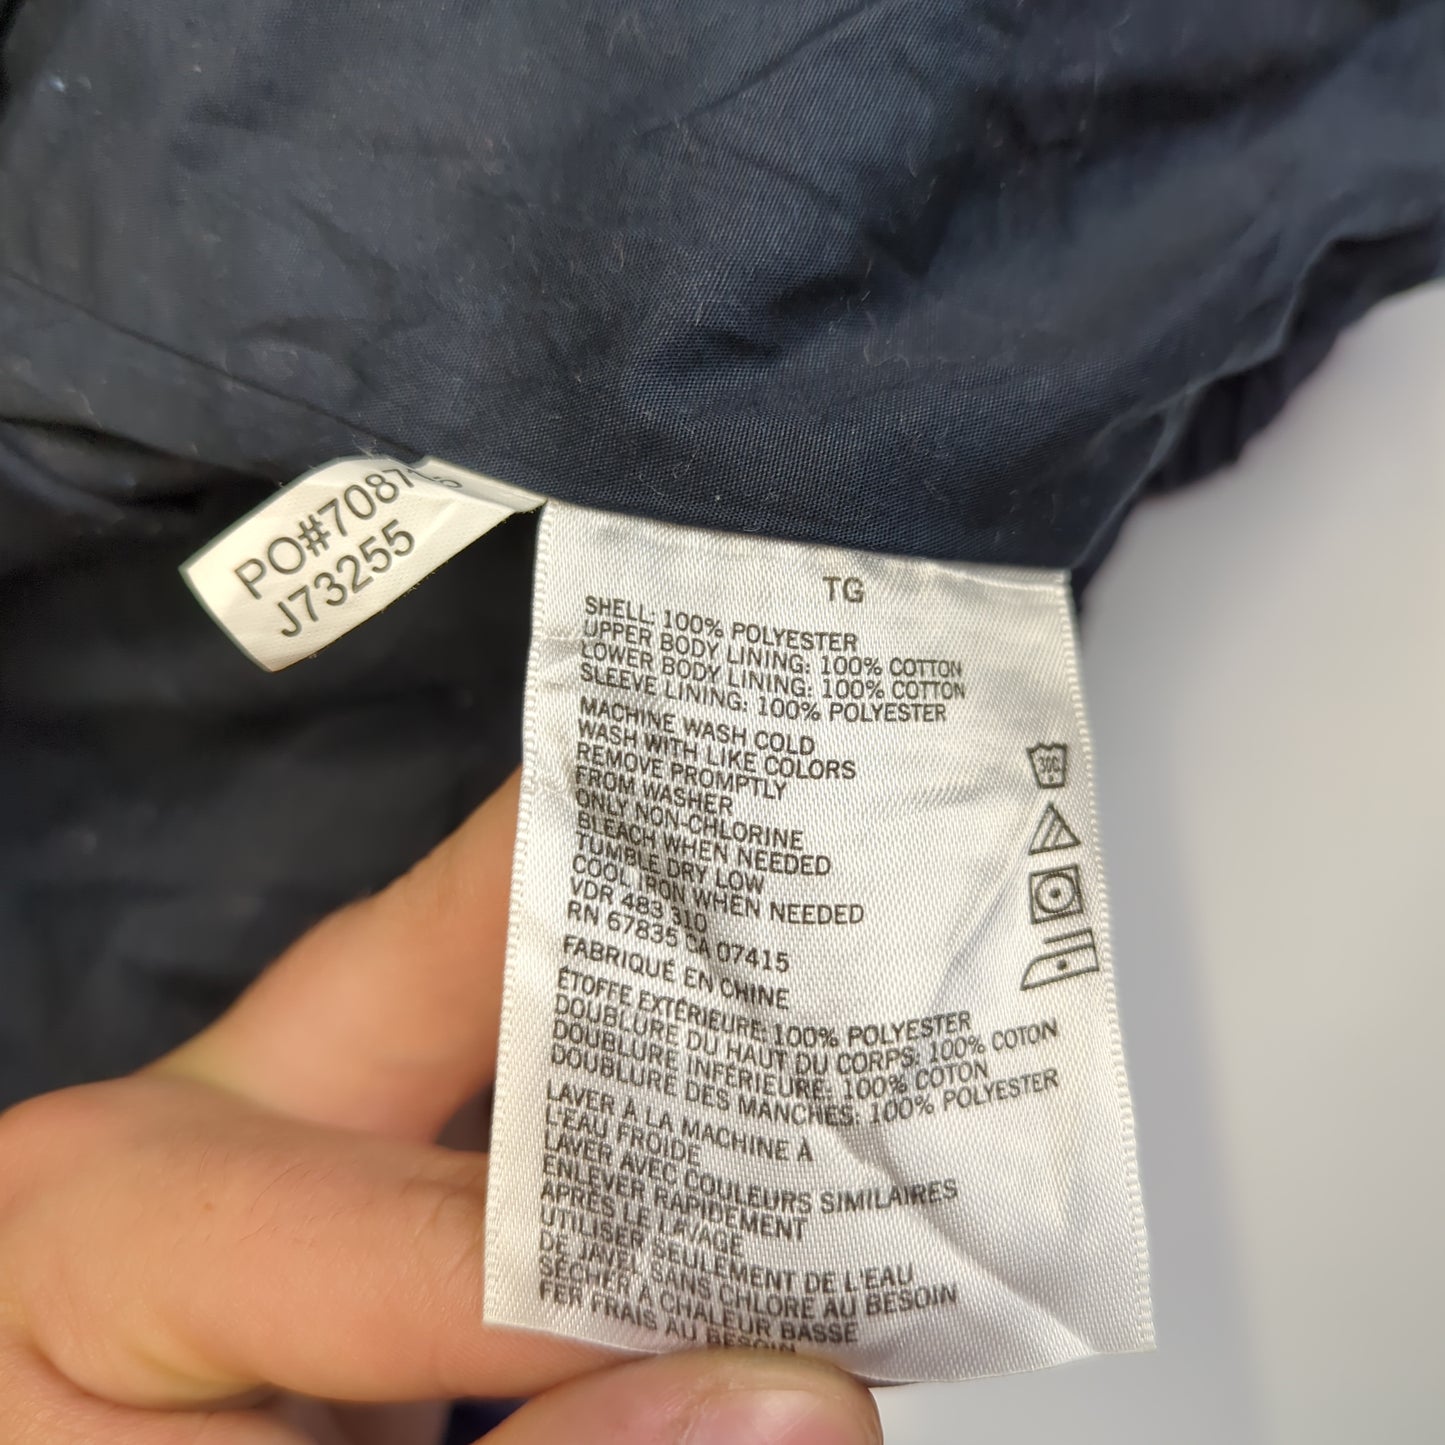 PO#7087
J73255
TG
SHELL: 100% POLYESTER
UPPER BODY LINING: 100% COTTON
LOWER BODY LINING: 100% COTTON
SLEEVE LINING: 100% POLYESTER
MACHINE WASH COLD
WASH WITH LIKE COLORS
REMOVE PROMPTLY
FROM WASHER
ONLY NON-CHLORINE
BLEACH WHEN NEEDED
TUMBLE DRY LOW
COOL IRON WHEN NEEDED
VDR 483 310
RN 67835 CA 07415
FABRIQUÉ EN CHINE
ÉTOFFE EXTÉRIEURE: 100% POLYESTER
DOUBLURE DU HAUT DU CORPS: 100% COTON
DOUBLURE INFERIEURE: 100% COTON
DOUBLURE DES MANCHES: 100% POLYESTER
LAVER À LA MACHINE À
L'EAU FROIDE
LAVER AVEC COULEURS SIMILAIRES
ENLEVER RAPIDEMENT
APRÈS LE LAVAGE
UTILISER SEULEMENT DE L'EAU
DE JAVEL SANS CHLORE AU BESOIN
SÉCHER À CHALEUR BASSE
FER FRAIS AU BESOIN
30C